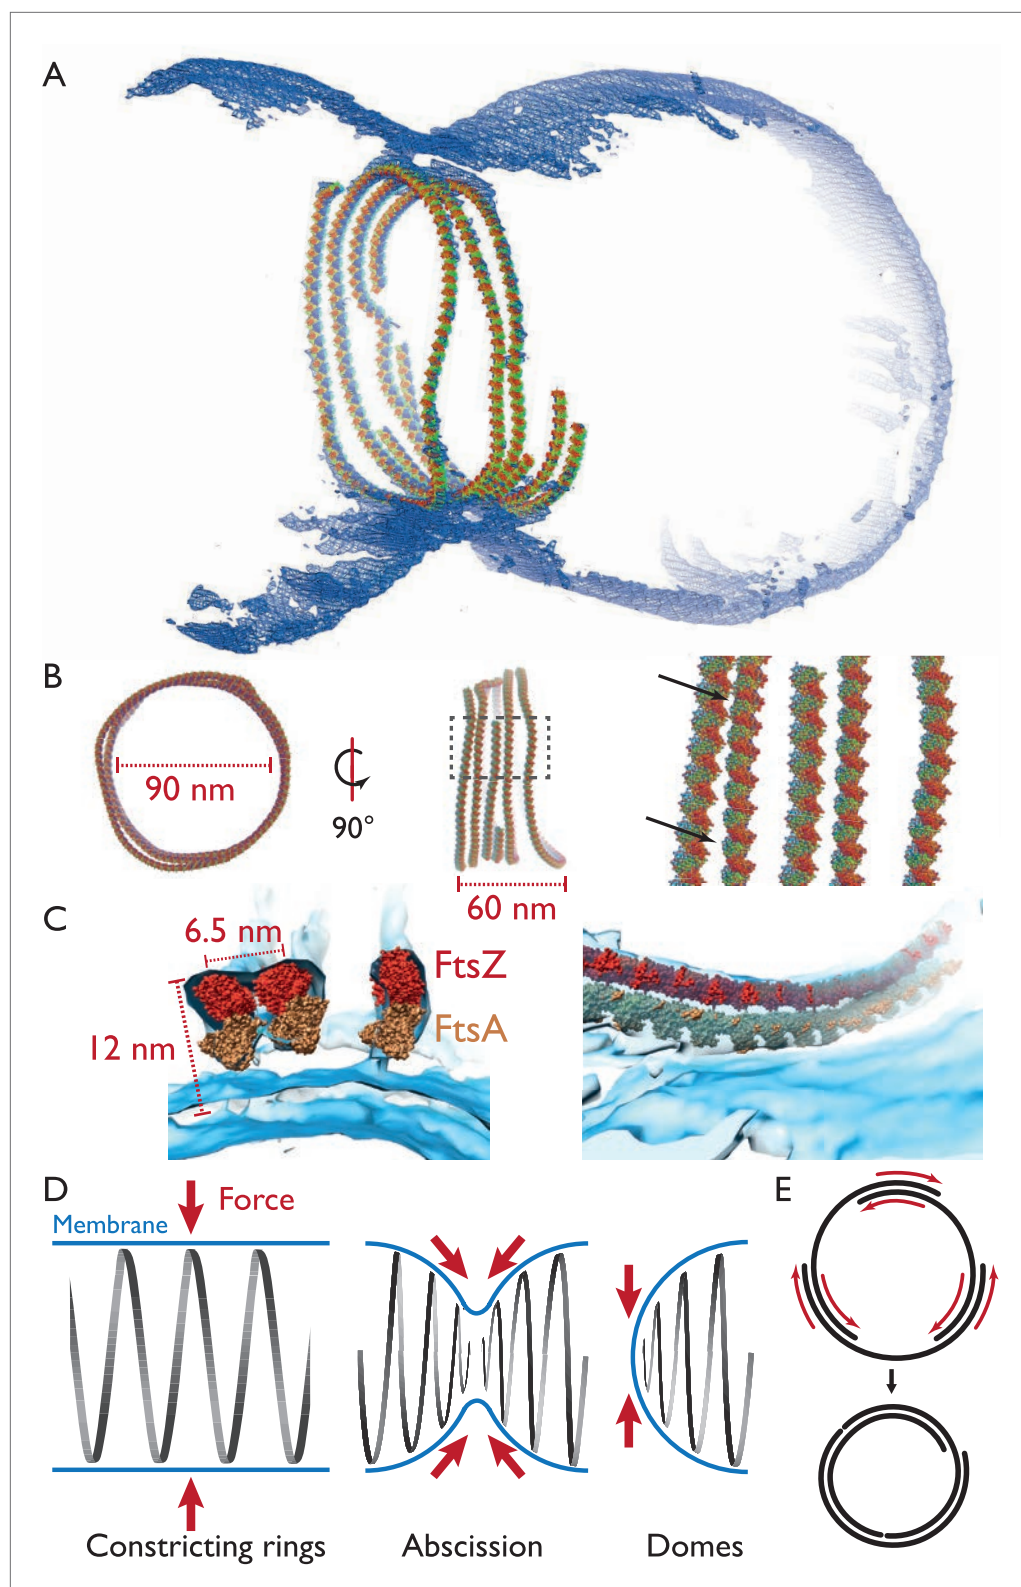 A
B
90 nm
90°
60 nm
C
6.5 nm
12 nm
FtsZ
FtsA
D
Force
Membrane
Constricting rings
Abscission
Domes
E